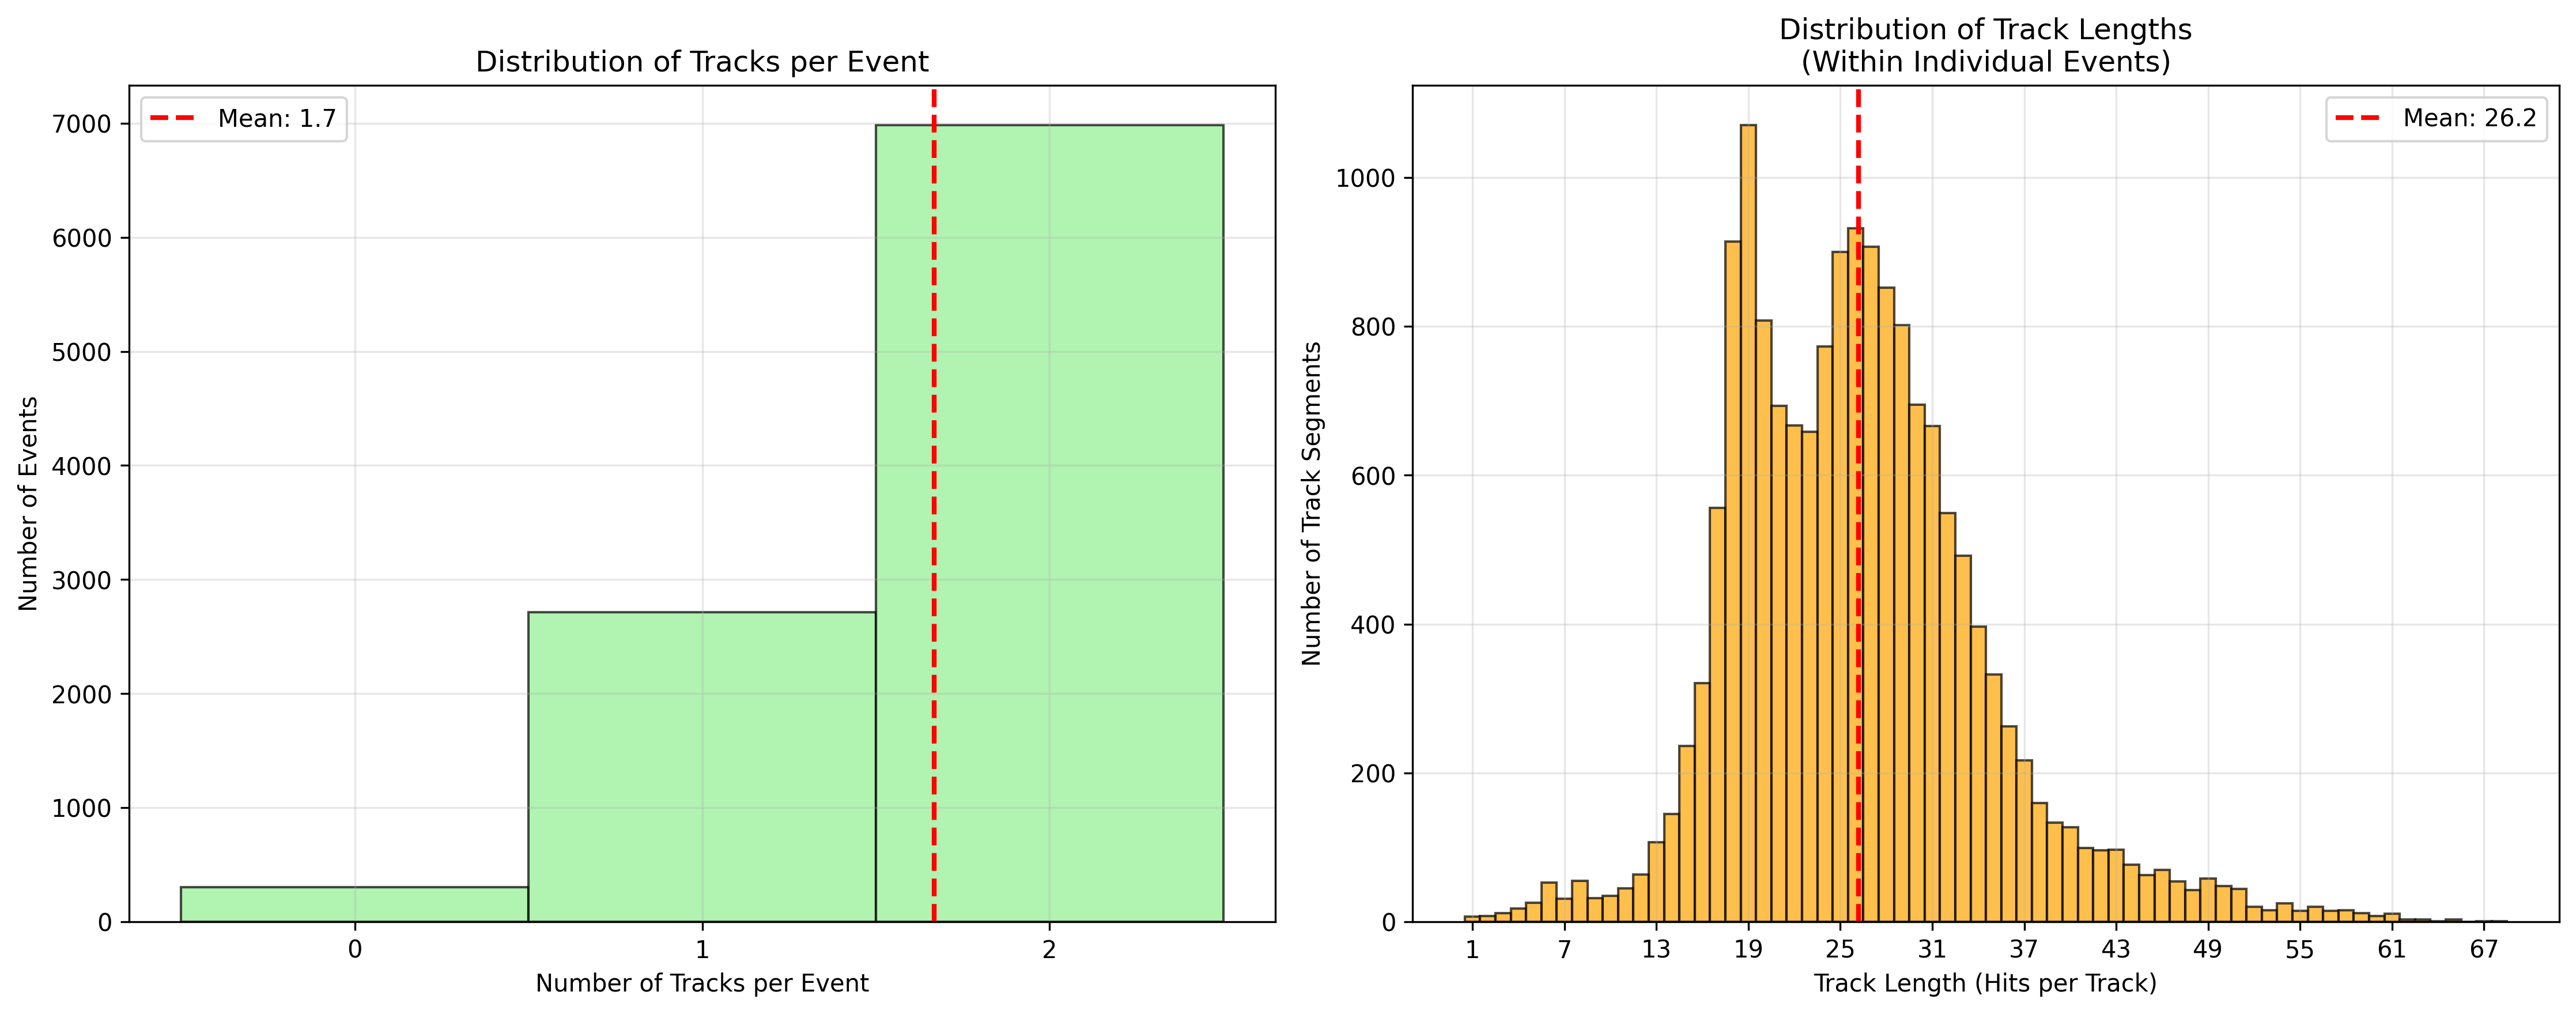 Distribution of Tracks per Event
Mean: 1.7
7000
6000
5000
4000
3000
2000
1000
0
Number of Events
0 1 2
Number of Tracks per Event
Distribution of Track Lengths
(Within Individual Events)
Mean: 26.2
1000
800
600
400
200
0
Number of Track Segments
1 7 13 19 25 31 37 43 49 55 61 67
Track Length (Hits per Track)